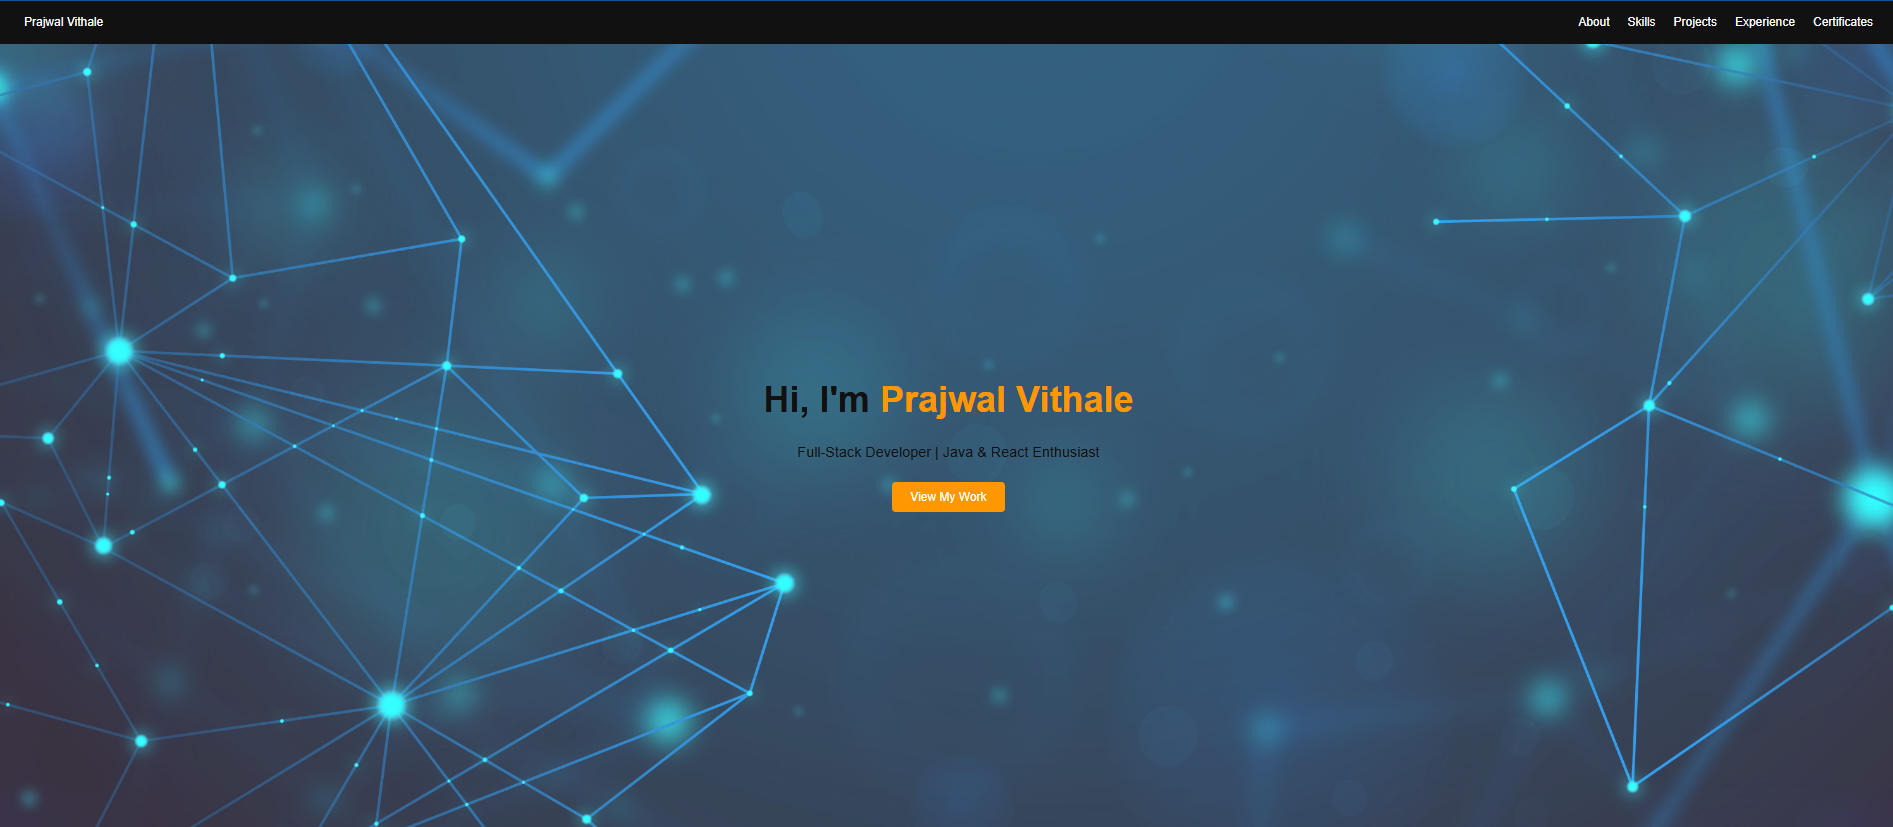 Prajwal Vithale
About Skills Projects Experience Certificates
Hi, I'm Prajwal Vithale
Full-Stack Developer | Java & React Enthusiast
View My Work